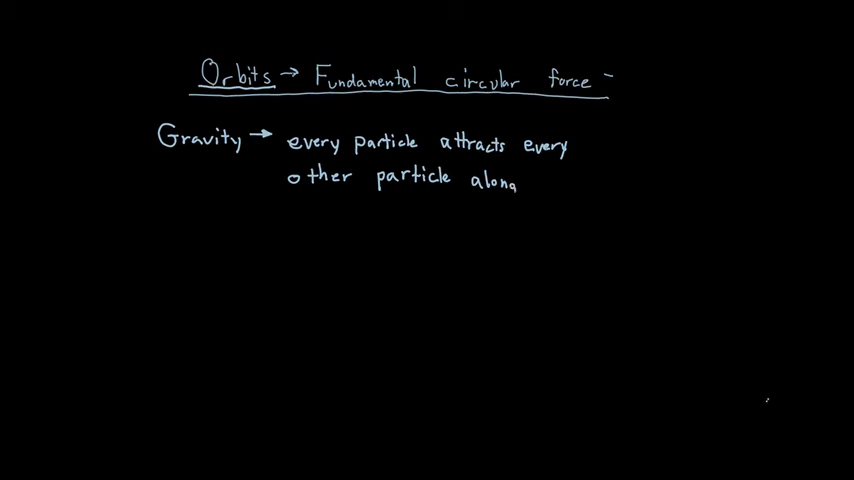 Orbits → Fundamental circular force -
Gravity → every particle attracts every
other particle along